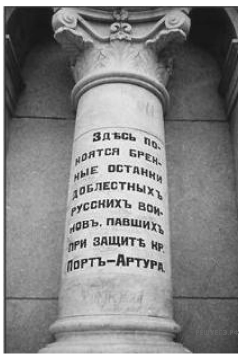 Здѣсь по-
коятся брен-
ные останки
доблестныхъ
русскихъ вои-
новъ, павшихъ
при защитѣ кр.
Портъ-Артура.